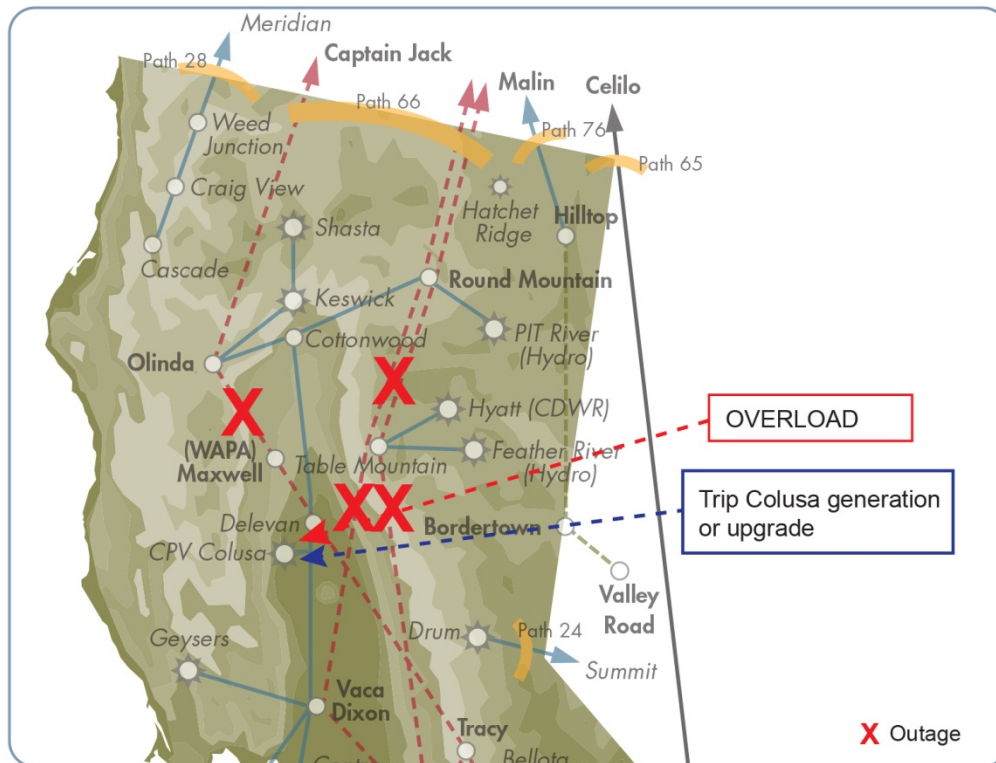 Meridian
Path 28
Captain Jack
Path 66
Malin
Celilo
Path 76
Path 65
Weed
Junction
Craig View
Cascade
Shasta
Hatchet
Ridge
Hilltop
Round Mountain
Keswick
Cottonwood
PIT River
(Hydro)
Olinda
X
X
Hyatt (CDWR)
OVERLOAD
(WAPA)
Maxwell
Table Mountain
Feather River
(Hydro)
X
X
Trip Colusa generation
or upgrade
Delevan
Bordertown
CPV Colusa
Valley
Road
Geysers
Drum
Path 24
Summit
Vaca
Dixon
Tracy
Bellota
X Outage